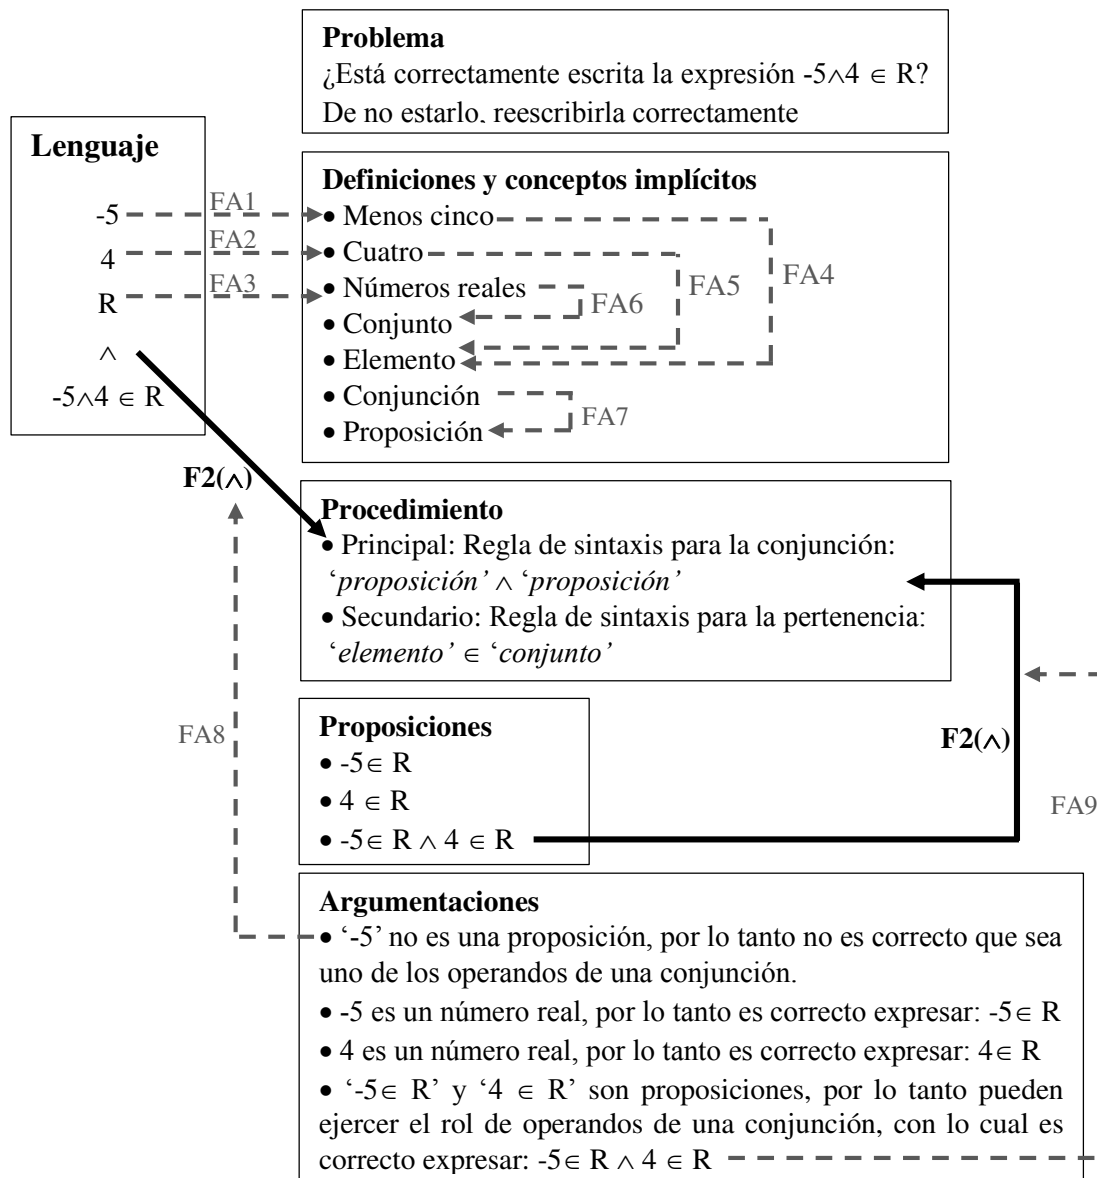 Problema
¿Está correctamente escrita la expresión -5∧4 ∈ R?
De no estarlo, reescribirla correctamente
Lenguaje
-5
4
R
∧
-5∧4 ∈ R
FA1
FA2
FA3
Definiciones y conceptos implícitos
• Menos cinco
• Cuatro
• Números reales
• Conjunto
• Elemento
• Conjunción
• Proposición
FA4
FA5
FA6
FA7
F2(∧)
Procedimiento
• Principal: Regla de sintaxis para la conjunción:
‘proposición’ ∧ ‘proposición’
• Secundario: Regla de sintaxis para la pertenencia:
‘elemento’ ∈ ‘conjunto’
FA8
Proposiciones
• -5∈ R
• 4 ∈ R
• -5∈ R ∧ 4 ∈ R
F2(∧)
FA9
Argumentaciones
• ‘-5’ no es una proposición, por lo tanto no es correcto que sea
uno de los operandos de una conjunción.
• -5 es un número real, por lo tanto es correcto expresar: -5∈ R
• 4 es un número real, por lo tanto es correcto expresar: 4∈ R
• ‘-5∈ R’ y ‘4 ∈ R’ son proposiciones, por lo tanto pueden
ejercer el rol de operandos de una conjunción, con lo cual es
correcto expresar: -5∈ R ∧ 4 ∈ R